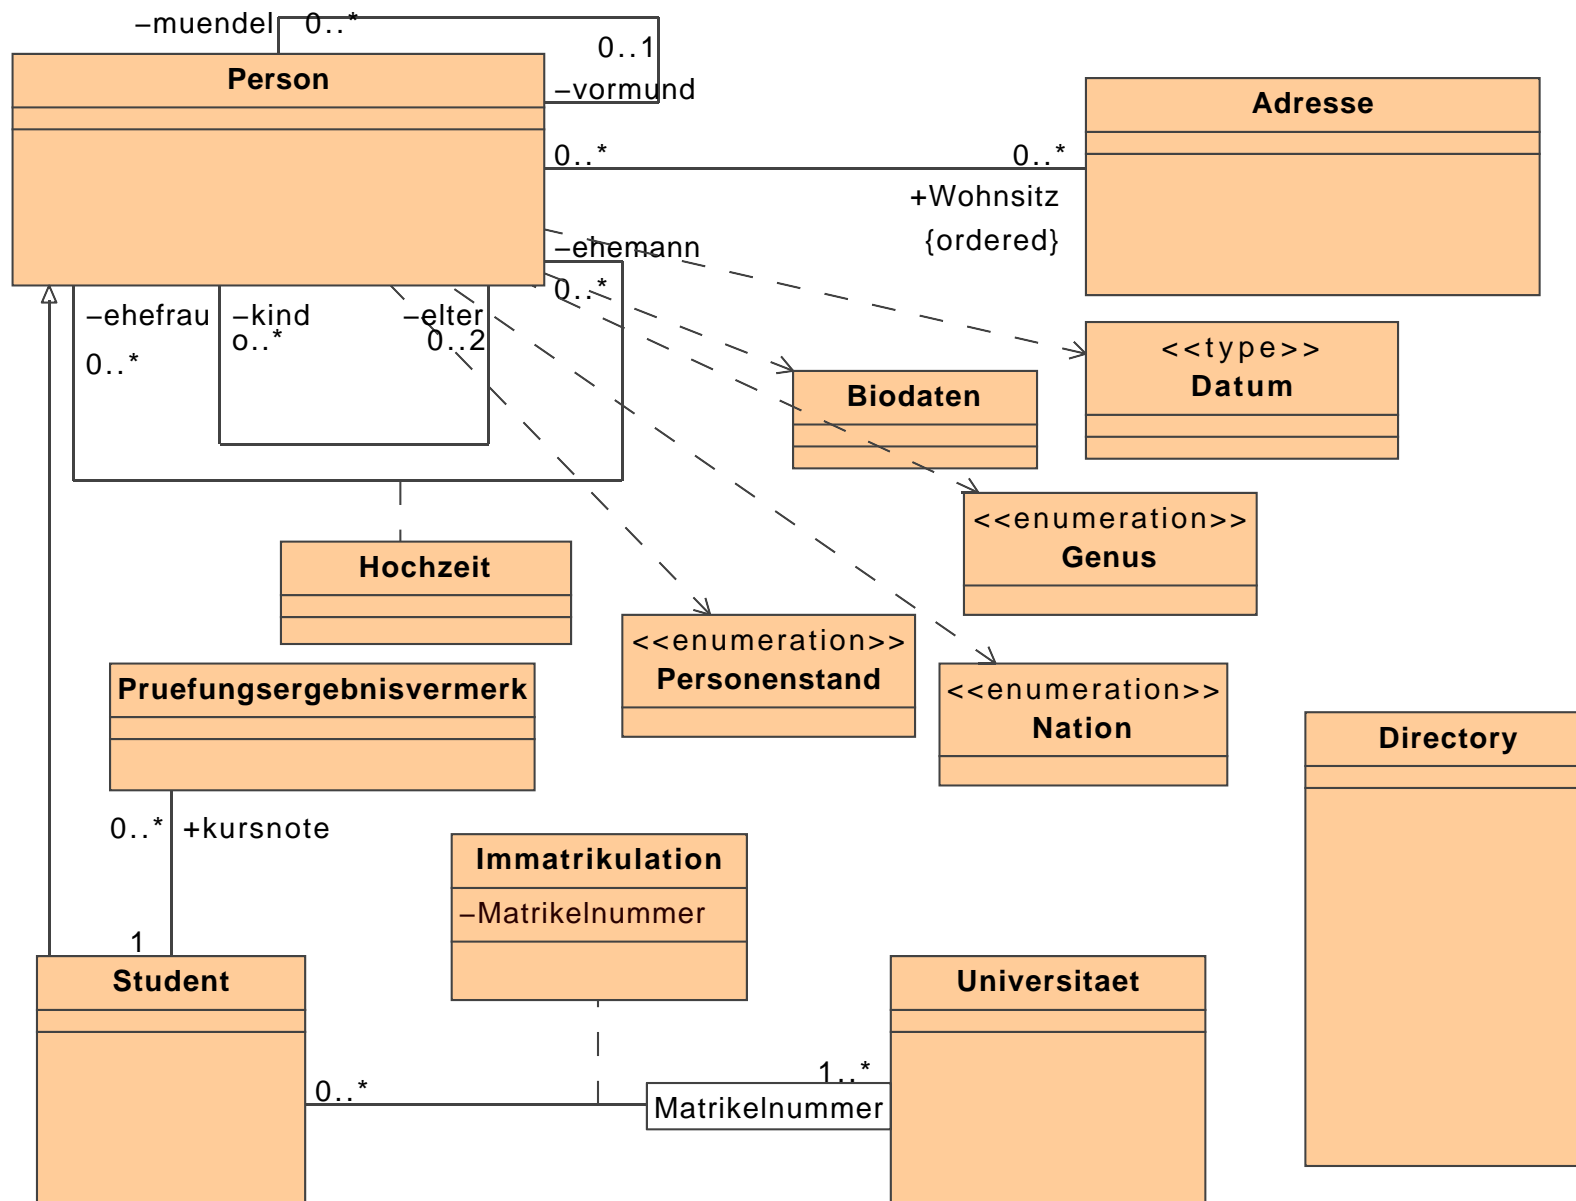 –muendel 0..*
0..1
–vormund
Person
Adresse
0..* 0..*
+Wohnsitz
{ordered}
–ehemann
0..*
–ehefrau
0..*
–kind
o..*
–elter
0..2
<<type>>
Datum
Biodaten
<<enumeration>>
Genus
Hochzeit
<<enumeration>>
Personenstand
<<enumeration>>
Nation
Pruefungsergebnisvermerk
Directory
0..* +kursnote
1
Immatrikulation
–Matrikelnummer
Student
Universitaet
0..*
1..*
Matrikelnummer